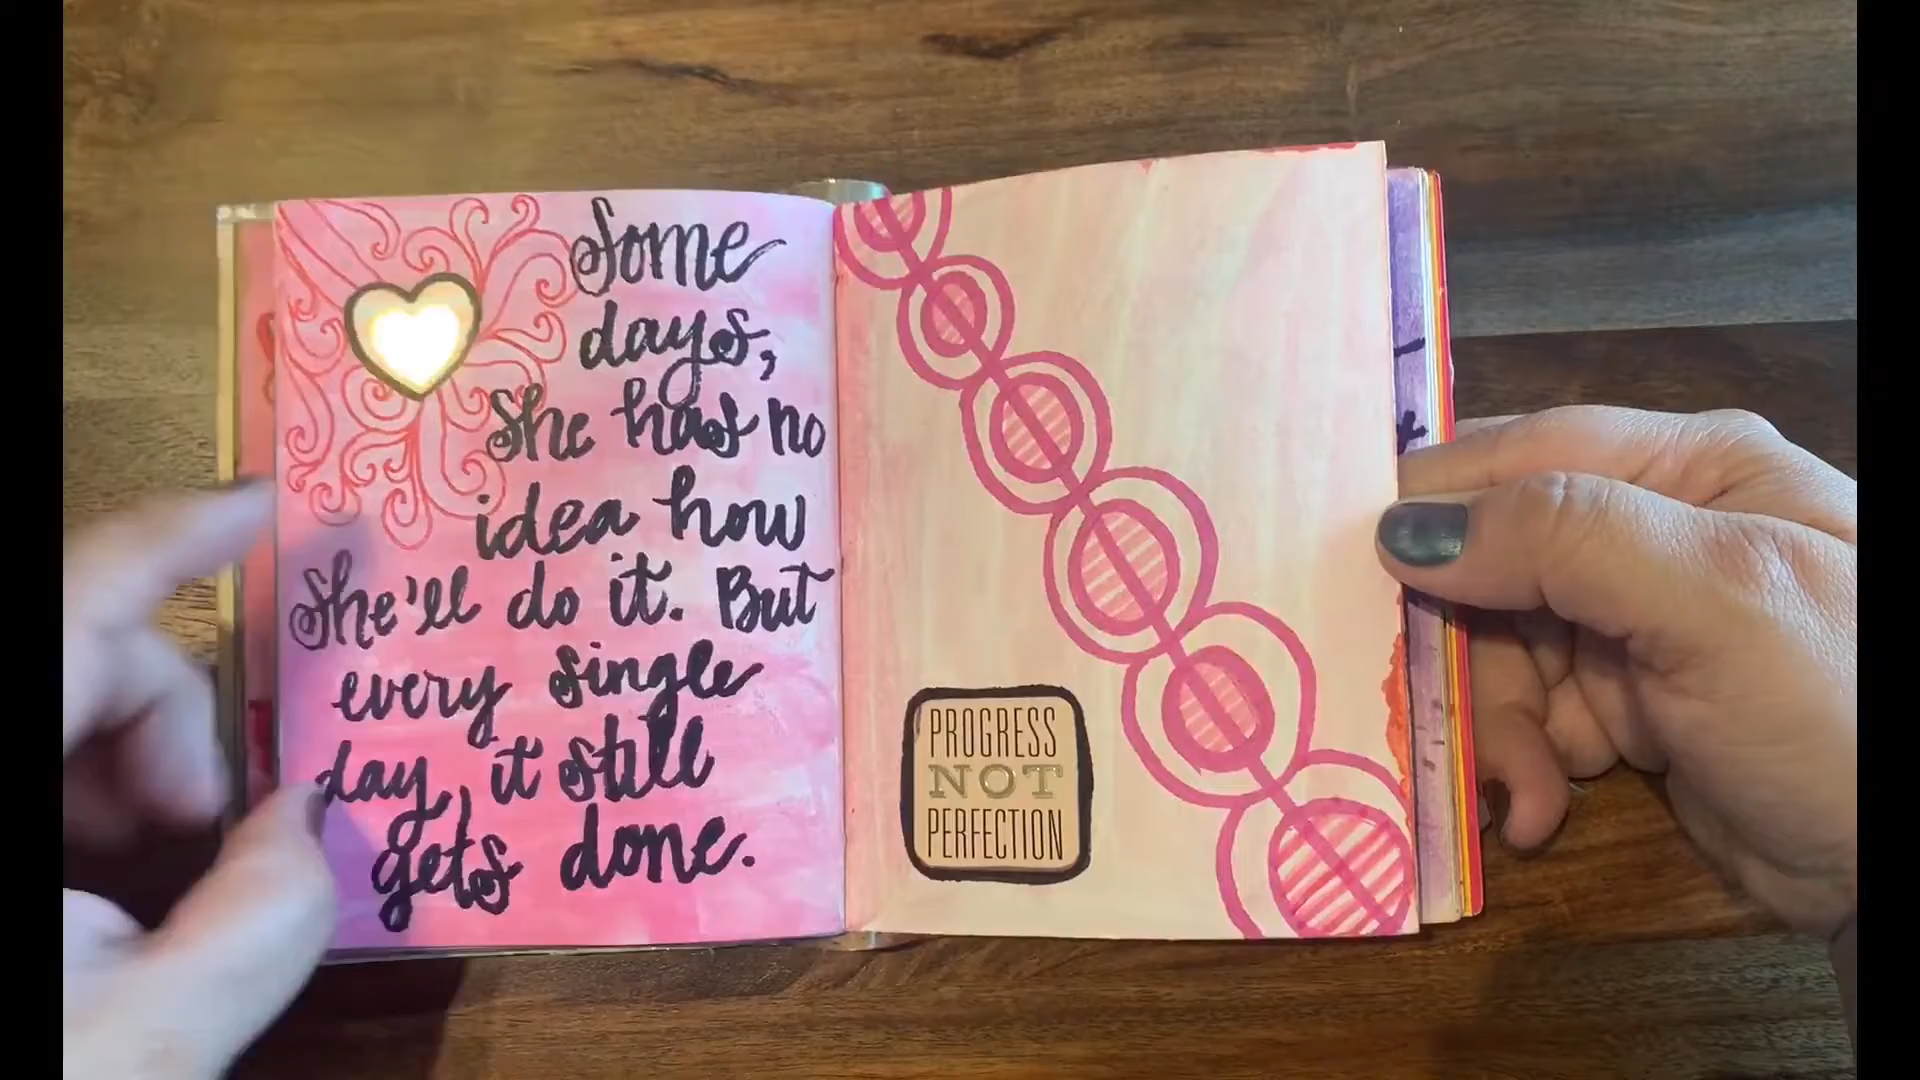 Some
days,
She has no
idea how
She'll do it. But
every single
day, it still
gets done.
PROGRESS
NOT
PERFECTION